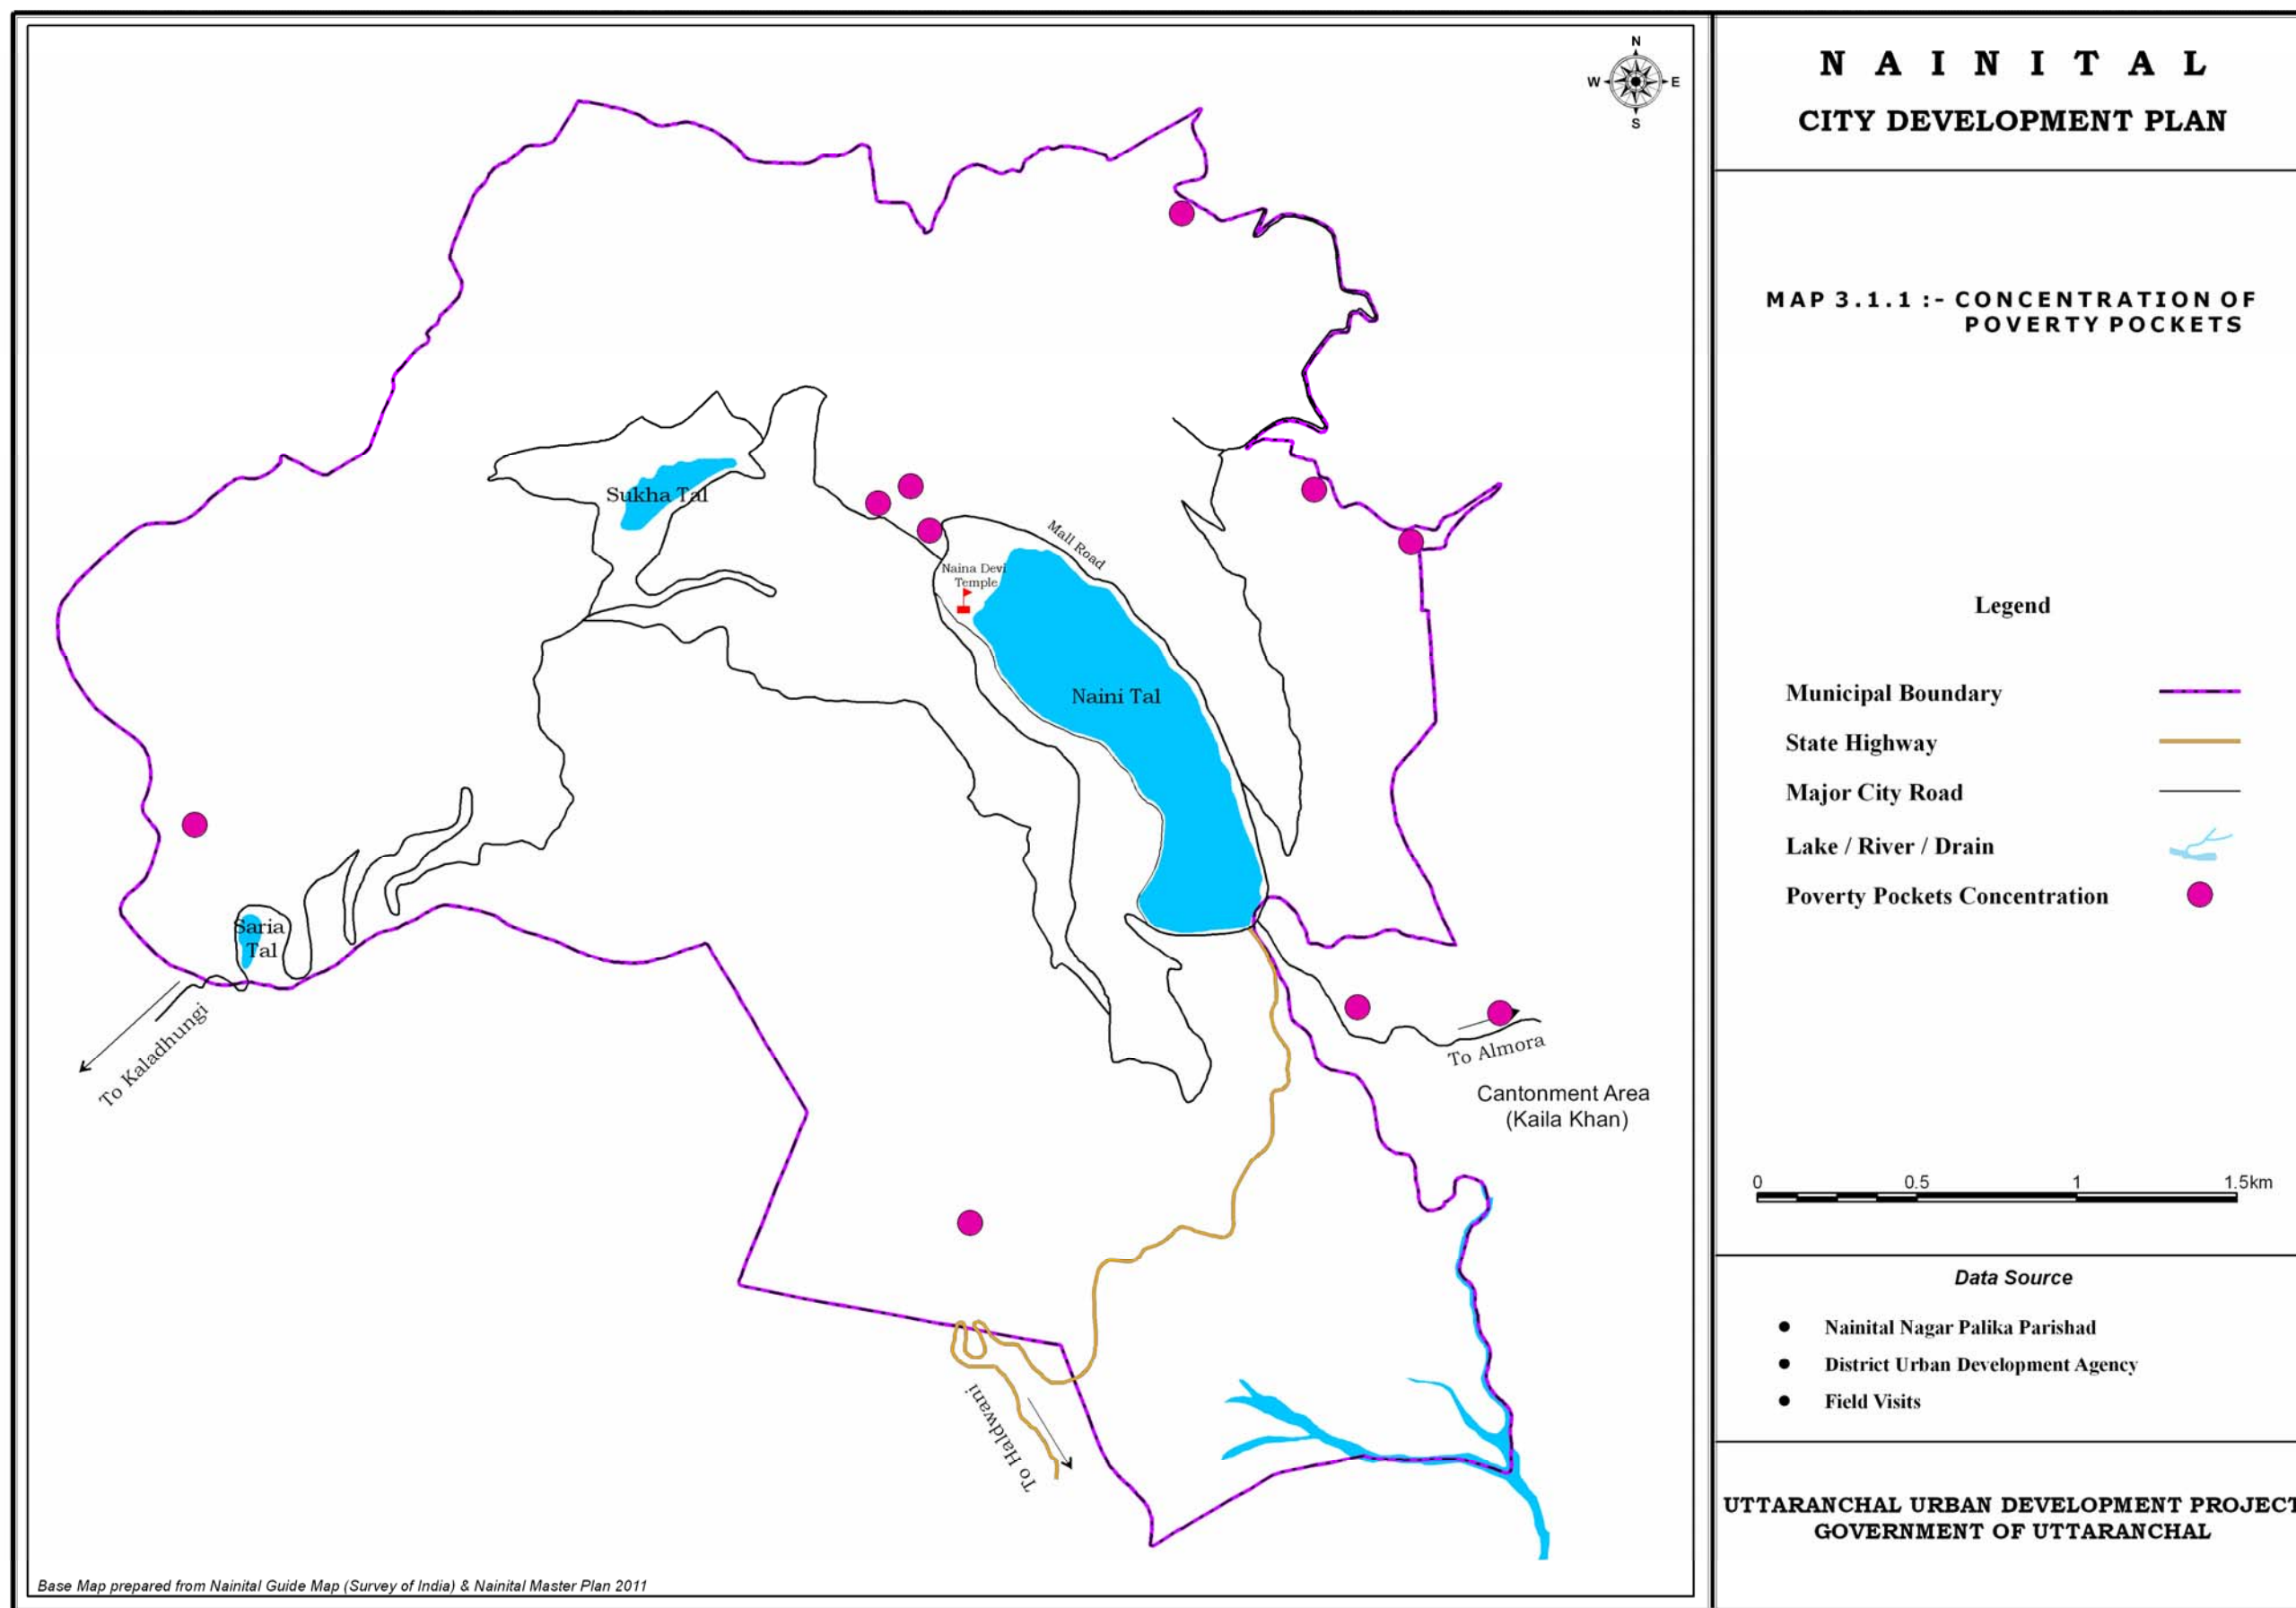 N
W E
S
Sukha Tal
Mall Road
Naina Devi
Temple
Naini Tal
Saria
Tal
To Kaladhungi
To Almora
Cantonment Area
(Kaila Khan)
To Haldwani
Base Map prepared from Nainital Guide Map (Survey of India) & Nainital Master Plan 2011
N A I N I T A L
CITY DEVELOPMENT PLAN
MAP 3.1.1 :- CONCENTRATION OF
POVERTY POCKETS
Legend
Municipal Boundary
State Highway
Major City Road
Lake / River / Drain
Poverty Pockets Concentration
0 0.5 1 1.5km
Data Source
● Nainital Nagar Palika Parishad
● District Urban Development Agency
● Field Visits
UTTARANCHAL URBAN DEVELOPMENT PROJECT
GOVERNMENT OF UTTARANCHAL